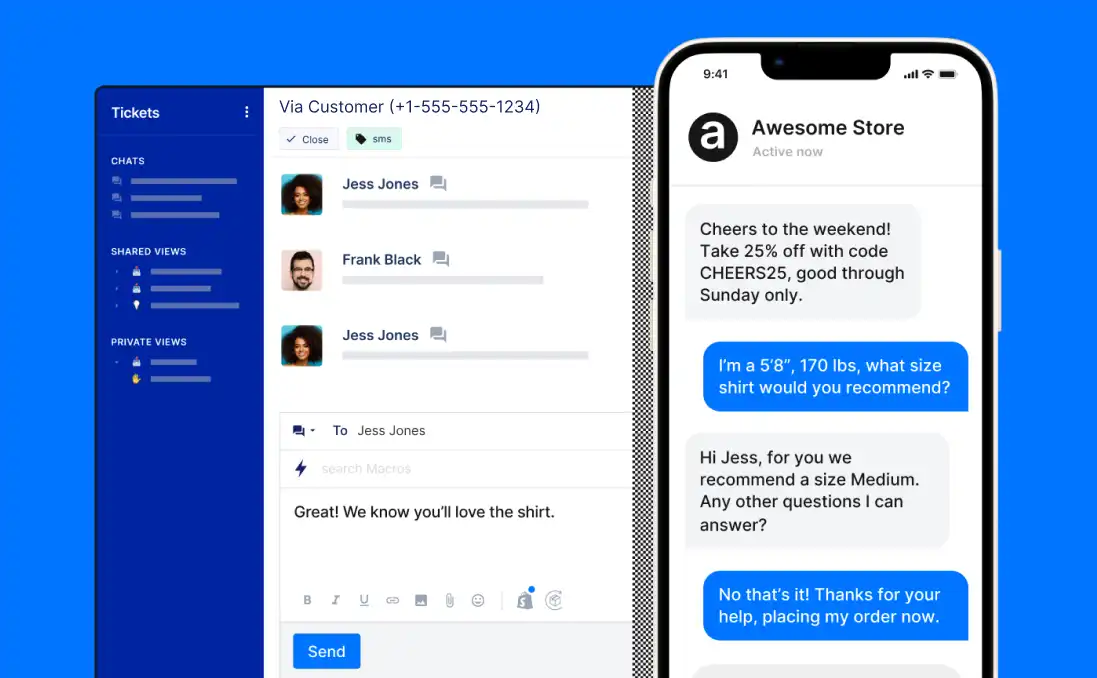 Tickets
CHATS
SHARED VIEWS
PRIVATE VIEWS
Via Customer (+1-555-555-1234)
Close
sms
Jess Jones
Frank Black
Jess Jones
To Jess Jones
search Macros
Great! We know you'll love the shirt.
B I U
Send
9:41
a
Awesome Store
Active now
Cheers to the weekend!
Take 25% off with code
CHEERS25, good through
Sunday only.
I'm a 5'8”, 170 lbs, what size
shirt would you recommend?
Hi Jess, for you we
recommend a size Medium.
Any other questions I can
answer?
No that's it! Thanks for your
help, placing my order now.